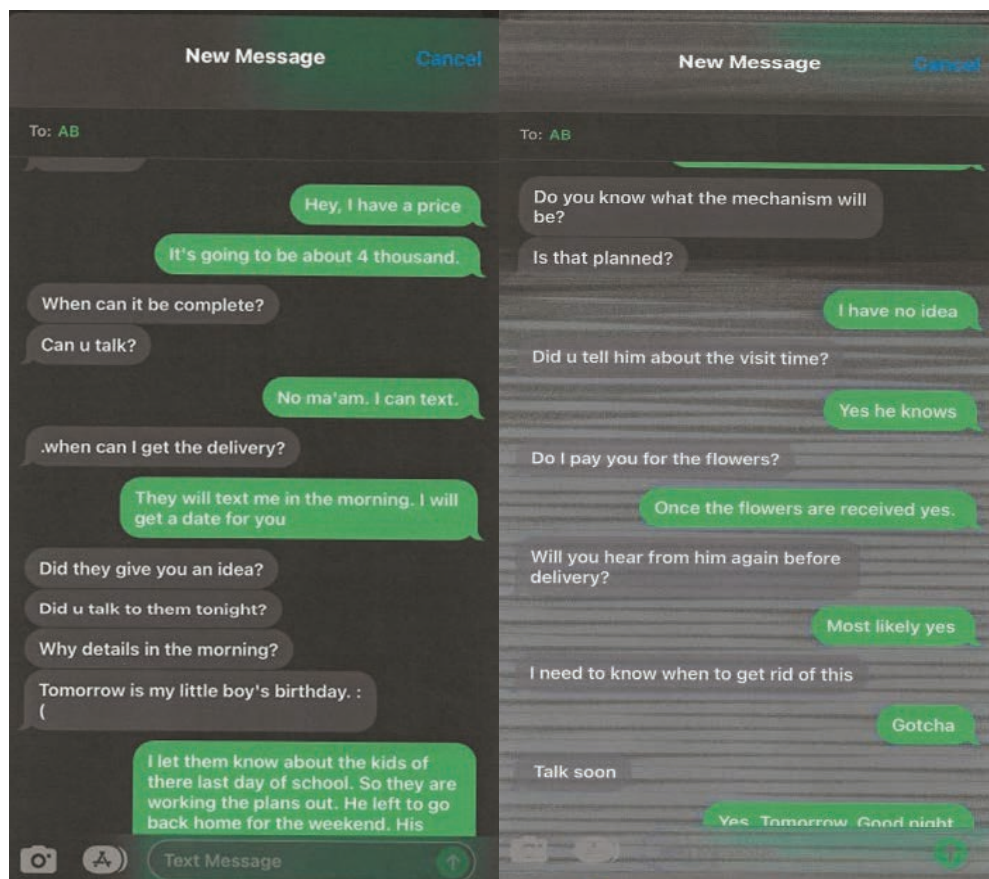 New Message
Cancel
To: AB
Hey, I have a price
It's going to be about 4 thousand.
When can it be complete?
Can u talk?
No ma'am. I can text.
.when can I get the delivery?
They will text me in the morning. I will
get a date for you
Did they give you an idea?
Did u talk to them tonight?
Why details in the morning?
Tomorrow is my little boy's birthday. :
(
I let them know about the kids of
there last day of school. So they are
working the plans out. He left to go
back home for the weekend. His
Text Message
New Message
Cancel
To: AB
Do you know what the mechanism will
be?
Is that planned?
I have no idea
Did u tell him about the visit time?
Yes he knows
Do I pay you for the flowers?
Once the flowers are received yes.
Will you hear from him again before
delivery?
Most likely yes
I need to know when to get rid of this
Gotcha
Talk soon
Yes. Tomorrow. Good night